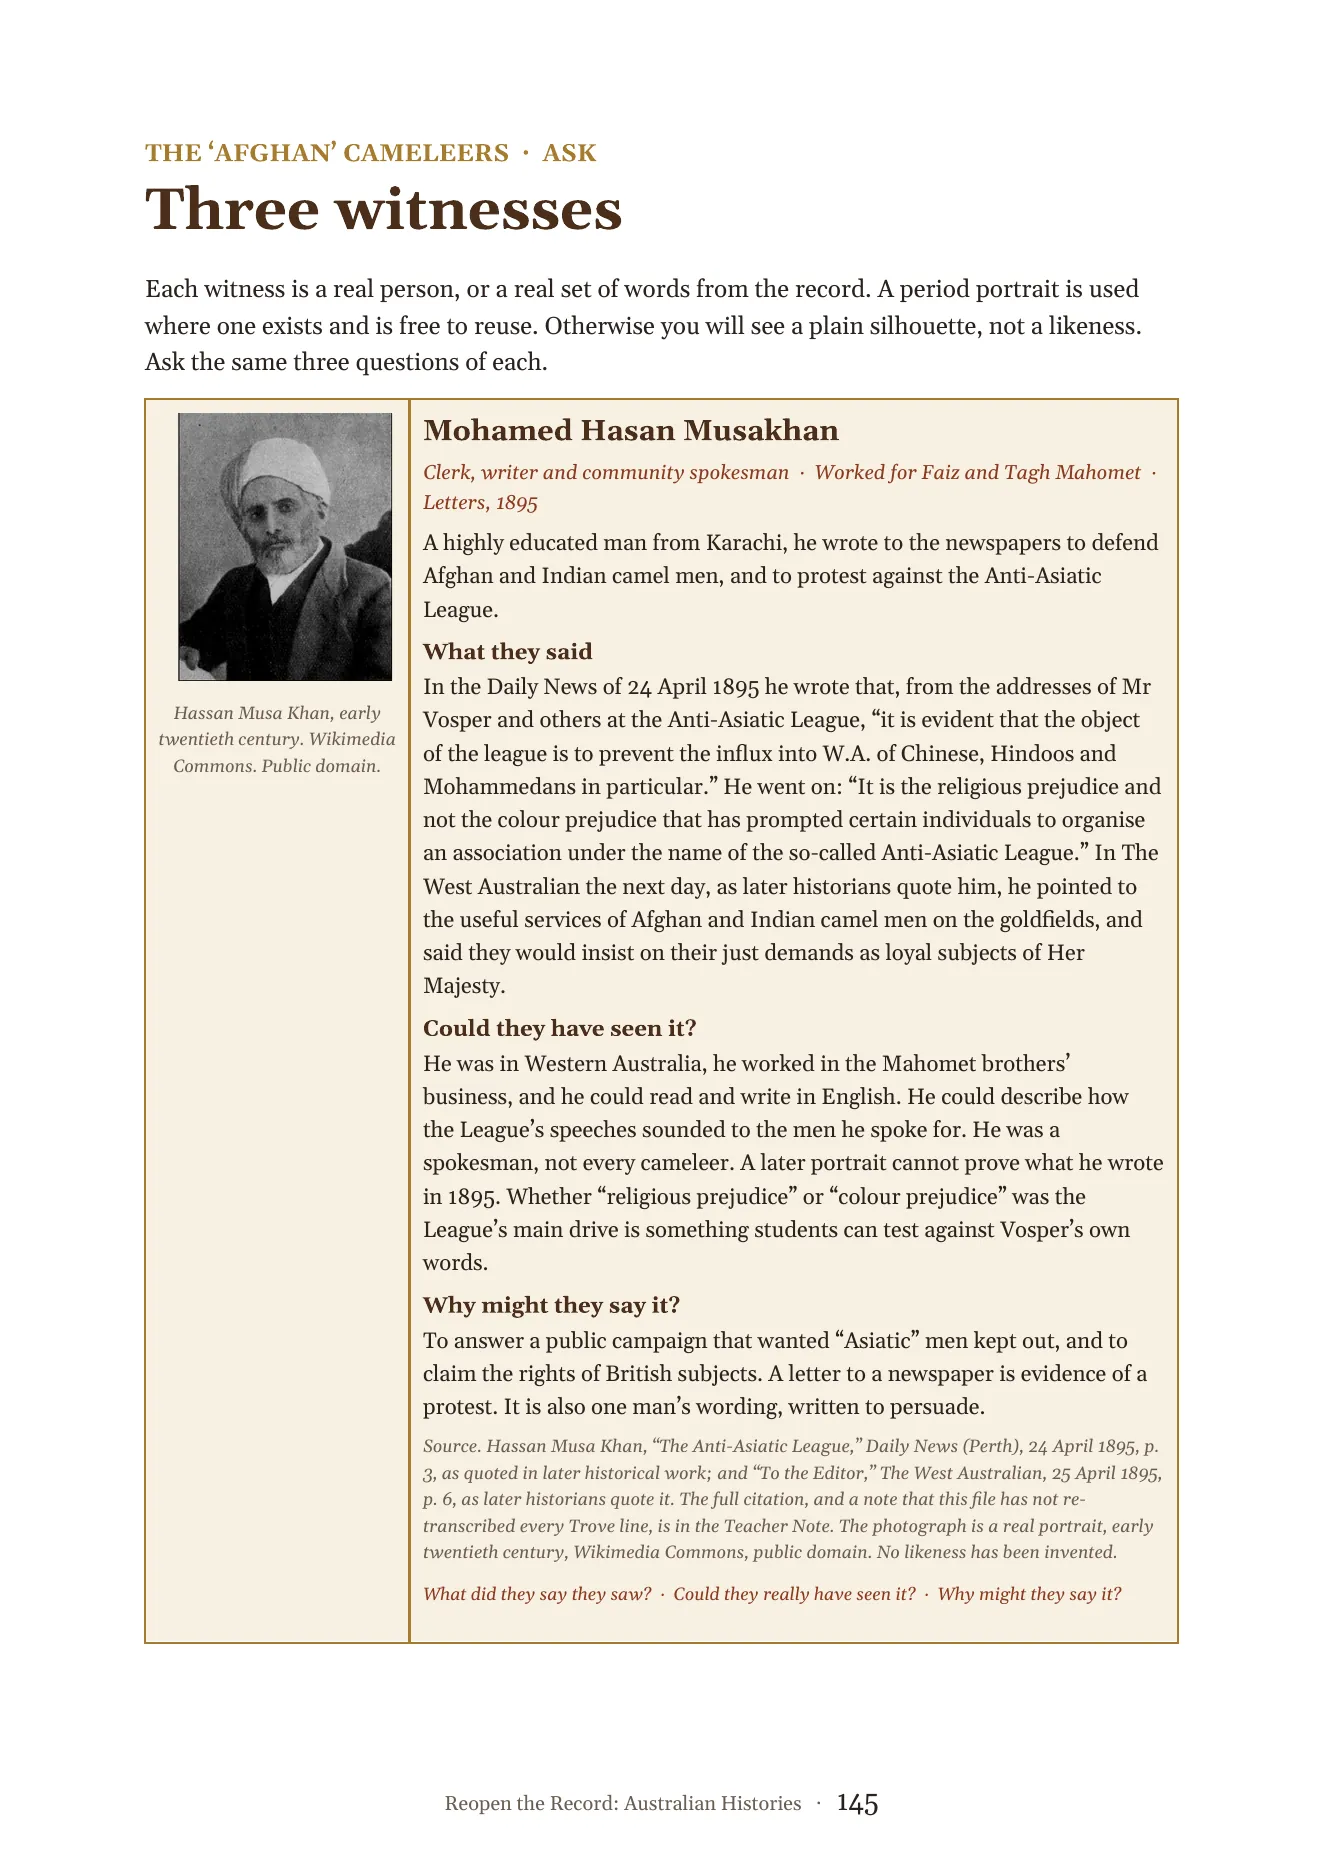 THE ‘AFGHAN’ CAMELEERS · ASK
Three witnesses
Each witness is a real person, or a real set of words from the record. A period portrait is used
where one exists and is free to reuse. Otherwise you will see a plain silhouette, not a likeness.
Ask the same three questions of each.
Hassan Musa Khan, early
twentieth century. Wikimedia
Commons. Public domain.
Mohamed Hasan Musakhan
Clerk, writer and community spokesman · Worked for Faiz and Tagh Mahomet ·
Letters, 1895
A highly educated man from Karachi, he wrote to the newspapers to defend
Afghan and Indian camel men, and to protest against the Anti-Asiatic
League.
What they said
In the Daily News of 24 April 1895 he wrote that, from the addresses of Mr
Vosper and others at the Anti-Asiatic League, “it is evident that the object
of the league is to prevent the influx into W.A. of Chinese, Hindoos and
Mohammedans in particular.” He went on: “It is the religious prejudice and
not the colour prejudice that has prompted certain individuals to organise
an association under the name of the so-called Anti-Asiatic League.” In The
West Australian the next day, as later historians quote him, he pointed to
the useful services of Afghan and Indian camel men on the goldfields, and
said they would insist on their just demands as loyal subjects of Her
Majesty.
Could they have seen it?
He was in Western Australia, he worked in the Mahomet brothers’
business, and he could read and write in English. He could describe how
the League’s speeches sounded to the men he spoke for. He was a
spokesman, not every cameleer. A later portrait cannot prove what he wrote
in 1895. Whether “religious prejudice” or “colour prejudice” was the
League’s main drive is something students can test against Vosper’s own
words.
Why might they say it?
To answer a public campaign that wanted “Asiatic” men kept out, and to
claim the rights of British subjects. A letter to a newspaper is evidence of a
protest. It is also one man’s wording, written to persuade.
Source. Hassan Musa Khan, “The Anti-Asiatic League,” Daily News (Perth), 24 April 1895, p.
3, as quoted in later historical work; and “To the Editor,” The West Australian, 25 April 1895,
p. 6, as later historians quote it. The full citation, and a note that this file has not re-
transcribed every Trove line, is in the Teacher Note. The photograph is a real portrait, early
twentieth century, Wikimedia Commons, public domain. No likeness has been invented.
What did they say they saw? · Could they really have seen it? · Why might they say it?
Reopen the Record: Australian Histories · 145